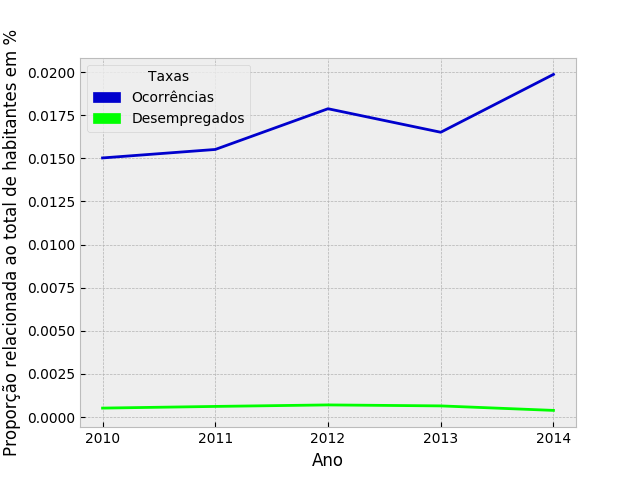 Proporção relacionada ao total de habitantes em %
0.0200
0.0175
0.0150
0.0125
0.0100
0.0075
0.0050
0.0025
0.0000
Taxas
Ocorrências
Desempregados
2010 2011 2012 2013 2014
Ano